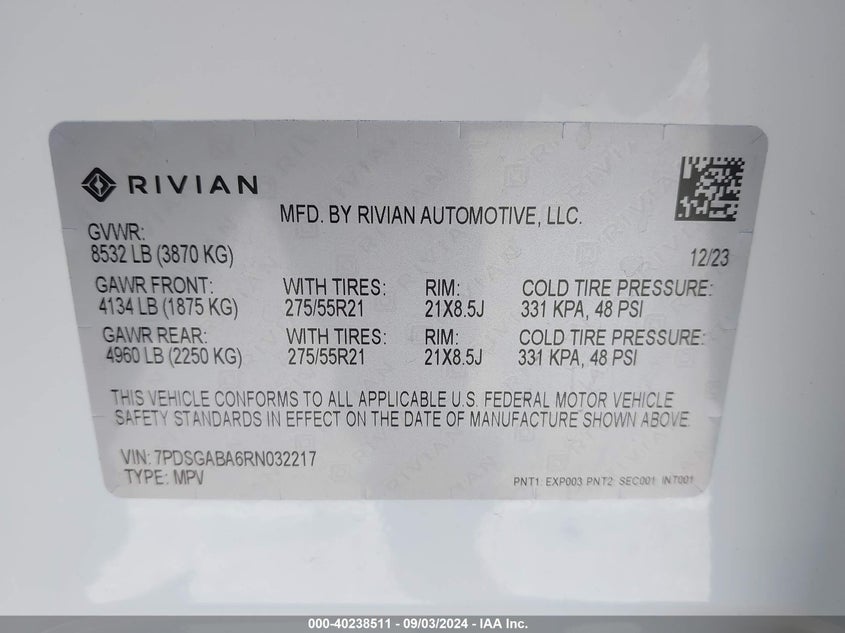 RIVIAN
MFD. BY RIVIAN AUTOMOTIVE, LLC.
GVWR:
8532 LB (3870 KG) 12/23
GAWR FRONT: WITH TIRES: RIM: COLD TIRE PRESSURE:
4134 LB (1875 KG) 275/55R21 21X8.5J 331 KPA, 48 PSI
GAWR REAR: WITH TIRES: RIM: COLD TIRE PRESSURE:
4960 LB (2250 KG) 275/55R21 21X8.5J 331 KPA, 48 PSI
THIS VEHICLE CONFORMS TO ALL APPLICABLE U.S. FEDERAL MOTOR VEHICLE
SAFETY STANDARDS IN EFFECT ON THE DATE OF MANUFACTURE SHOWN ABOVE.
VIN: 7PDSGABA6RN032217
TYPE: MPV PNT1: EXP003 PNT2: SEC001 INT001
000-40238511 - 09/03/2024 - IAA Inc.